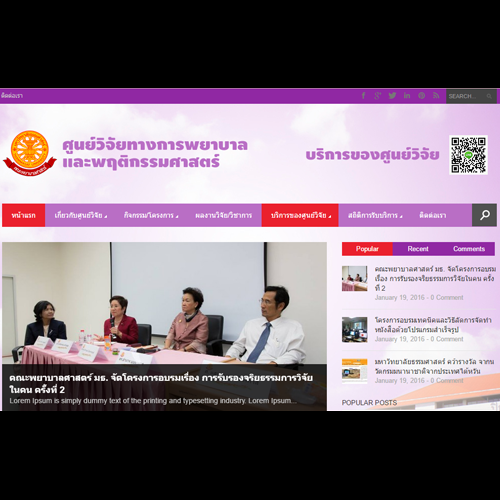 ติดต่อเรา
SEARCH...
ศูนย์วิจัยทางการพยาบาล
และพฤติกรรมศาสตร์
บริการของศูนย์วิจัย
หน้าแรก
เกี่ยวกับศูนย์วิจัย
กิจกรรม/โครงการ
ผลงานวิจัย/วิชาการ
บริการของศูนย์วิจัย
สถิติการรับบริการ
ติดต่อเรา
คณะพยาบาลศาสตร์ มธ. จัดโครงการอบรมเรื่อง การรับรองจริยธรรมการวิจัย
ในคน ครั้งที่ 2
Lorem Ipsum is simply dummy text of the printing and typesetting industry. Lorem Ipsum...
Popular
Recent
Comments
คณะพยาบาลศาสตร์ มธ. จัดโครงการอบรม
เรื่อง การรับรองจริยธรรมการวิจัยในคน ครั้ง
ที่ 2
January 19, 2016 - 0 Comment
โครงการอบรมเทคนิคและวิธีลัดการจัดทำ
หนังสือด้วยโปรแกรมสำเร็จรูป
January 19, 2016 - 0 Comment
มหาวิทยาลัยธรรมศาสตร์ คว้ารางวัล จากน
วัตกรรมนานาชาติจากประเทศไต้หวัน
January 19, 2016 - 0 Comment
POPULAR POSTS